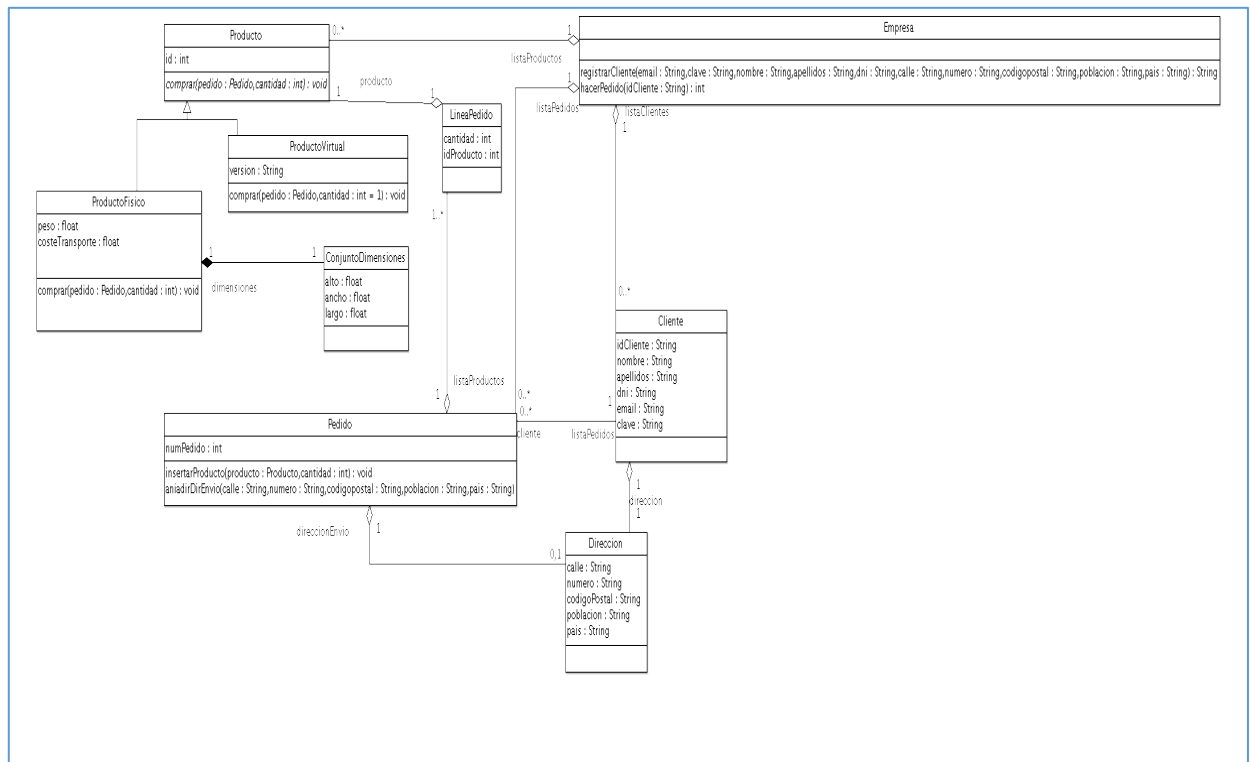 Producto
id : int
comprar(pedido : Pedido,cantidad : int) : void
0..*
1
listaProductos
Empresa
registrarCliente(email : String,clave : String,nombre : String,apellidos : String,dni : String,calle : String,numero : String,codigopostal : String,poblacion : String,pais : String) : String
hacerPedido(idCliente : String) : int
1
listaPedidos
listaClientes
1
producto
1
1
LineaPedido
cantidad : int
idProducto : int
ProductoVirtual
version : String
comprar(pedido : Pedido,cantidad : int = 1) : void
ProductoFisico
peso : float
costeTransporte : float
comprar(pedido : Pedido,cantidad : int) : void
1
1
dimensiones
ConjuntoDimensiones
alto : float
ancho : float
largo : float
1..*
0..*
Cliente
idCliente : String
nombre : String
apellidos : String
dni : String
email : String
clave : String
1
listaProductos
0..*
0..*
1
cliente
listaPedidos
Pedido
numPedido : int
insertarProducto(producto : Producto,cantidad : int) : void
aniadirDirEnvio(calle : String,numero : String,codigopostal : String,poblacion : String,pais : String)
1
direccion
1
direccionEnvio
1
0,1
Direccion
calle : String
numero : String
codigoPostal : String
poblacion : String
pais : String